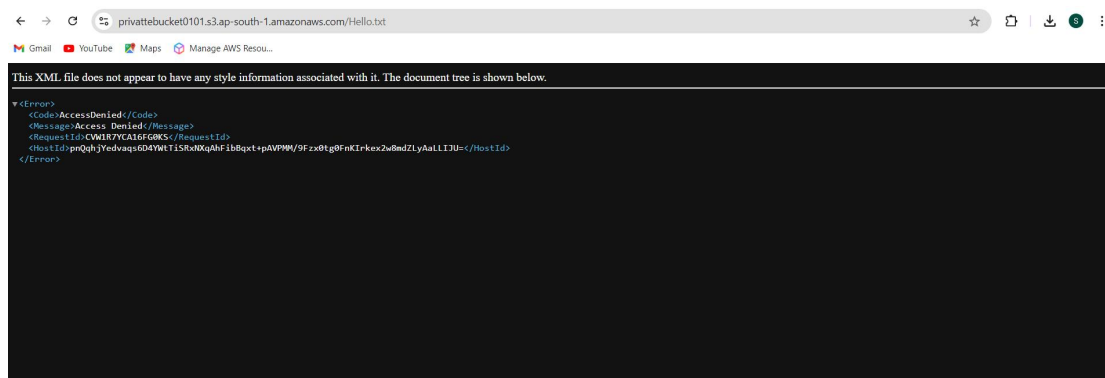 privattebucket0101.s3.ap-south-1.amazonaws.com/Hello.txt
S
Gmail YouTube Maps Manage AWS Resou...
This XML file does not appear to have any style information associated with it. The document tree is shown below.
▼<Error>
<Code>AccessDenied</Code>
<Message>Access Denied</Message>
<RequestId>CVW1R7YCA16FG0KS</RequestId>
<HostId>pnQqhjYedvaqs6D4YWtTiSRxNXqAhFibBqxt+pAVPMM/9Fzx0tg0FnKIrkex2w8mdZLyAaLLIJU=</HostId>
</Error>